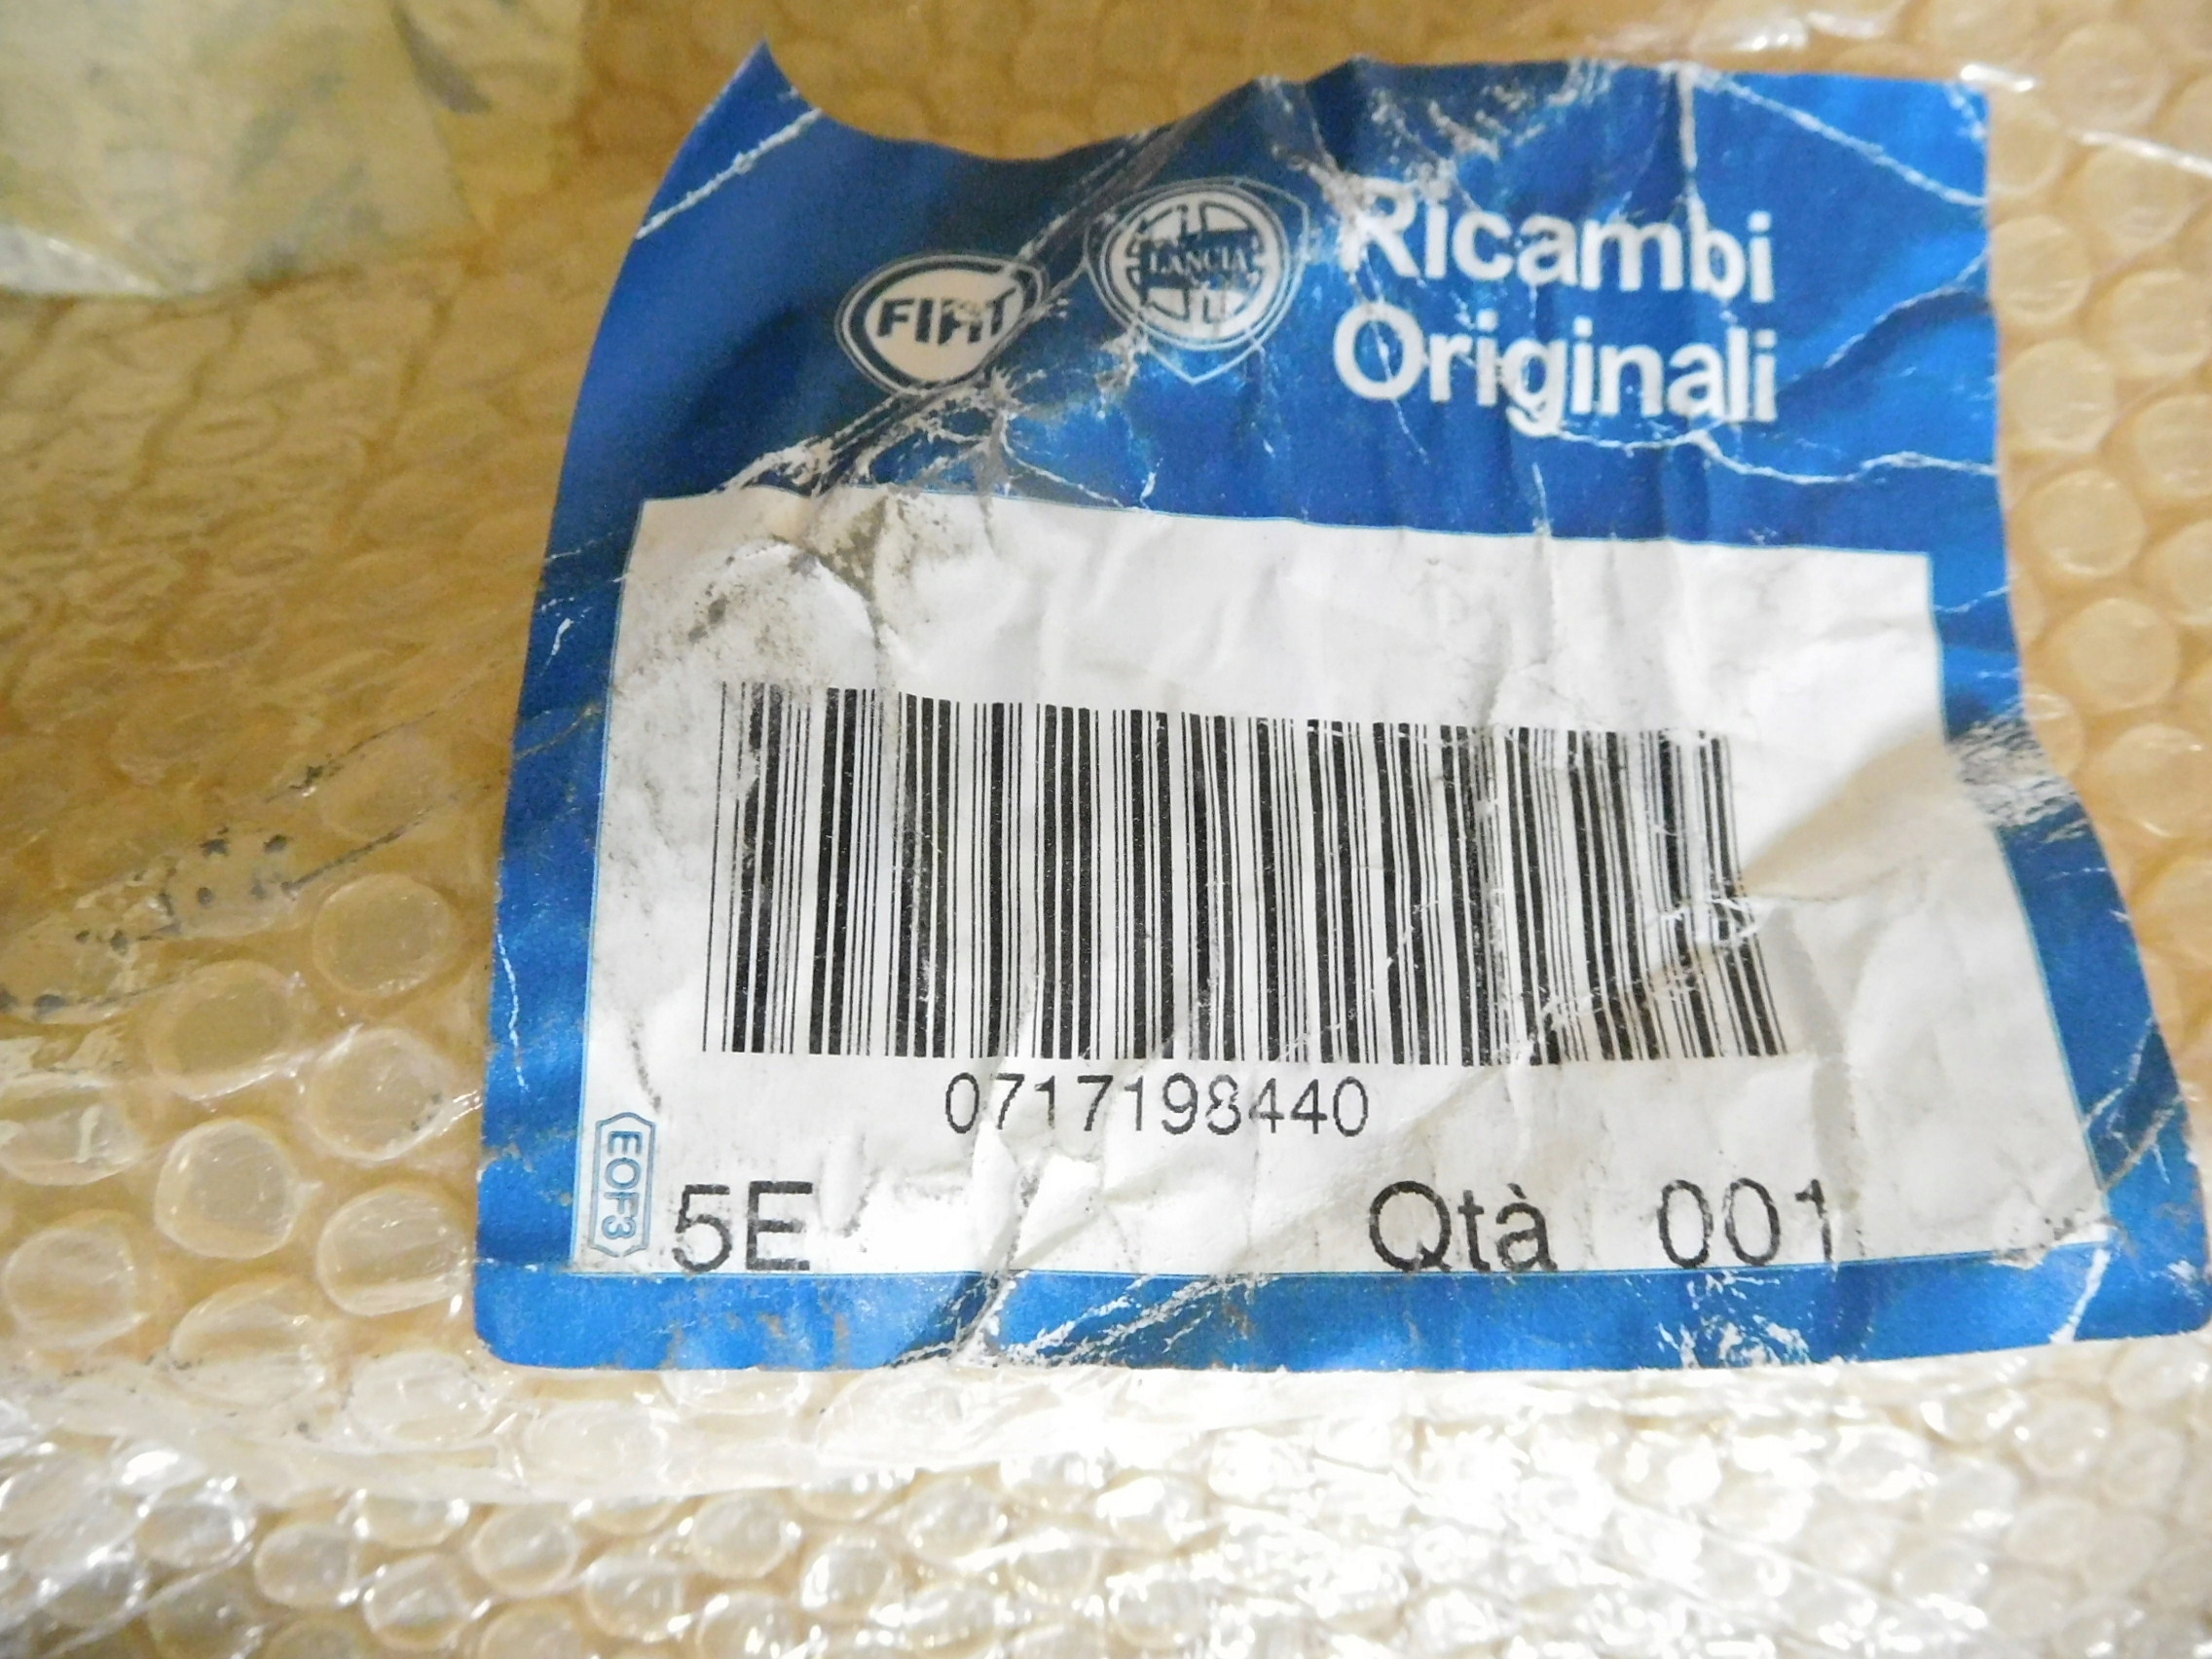 FIAT
LANCIA
Ricambi
Originali
0717198440
EOF3
5E
Qtà 001